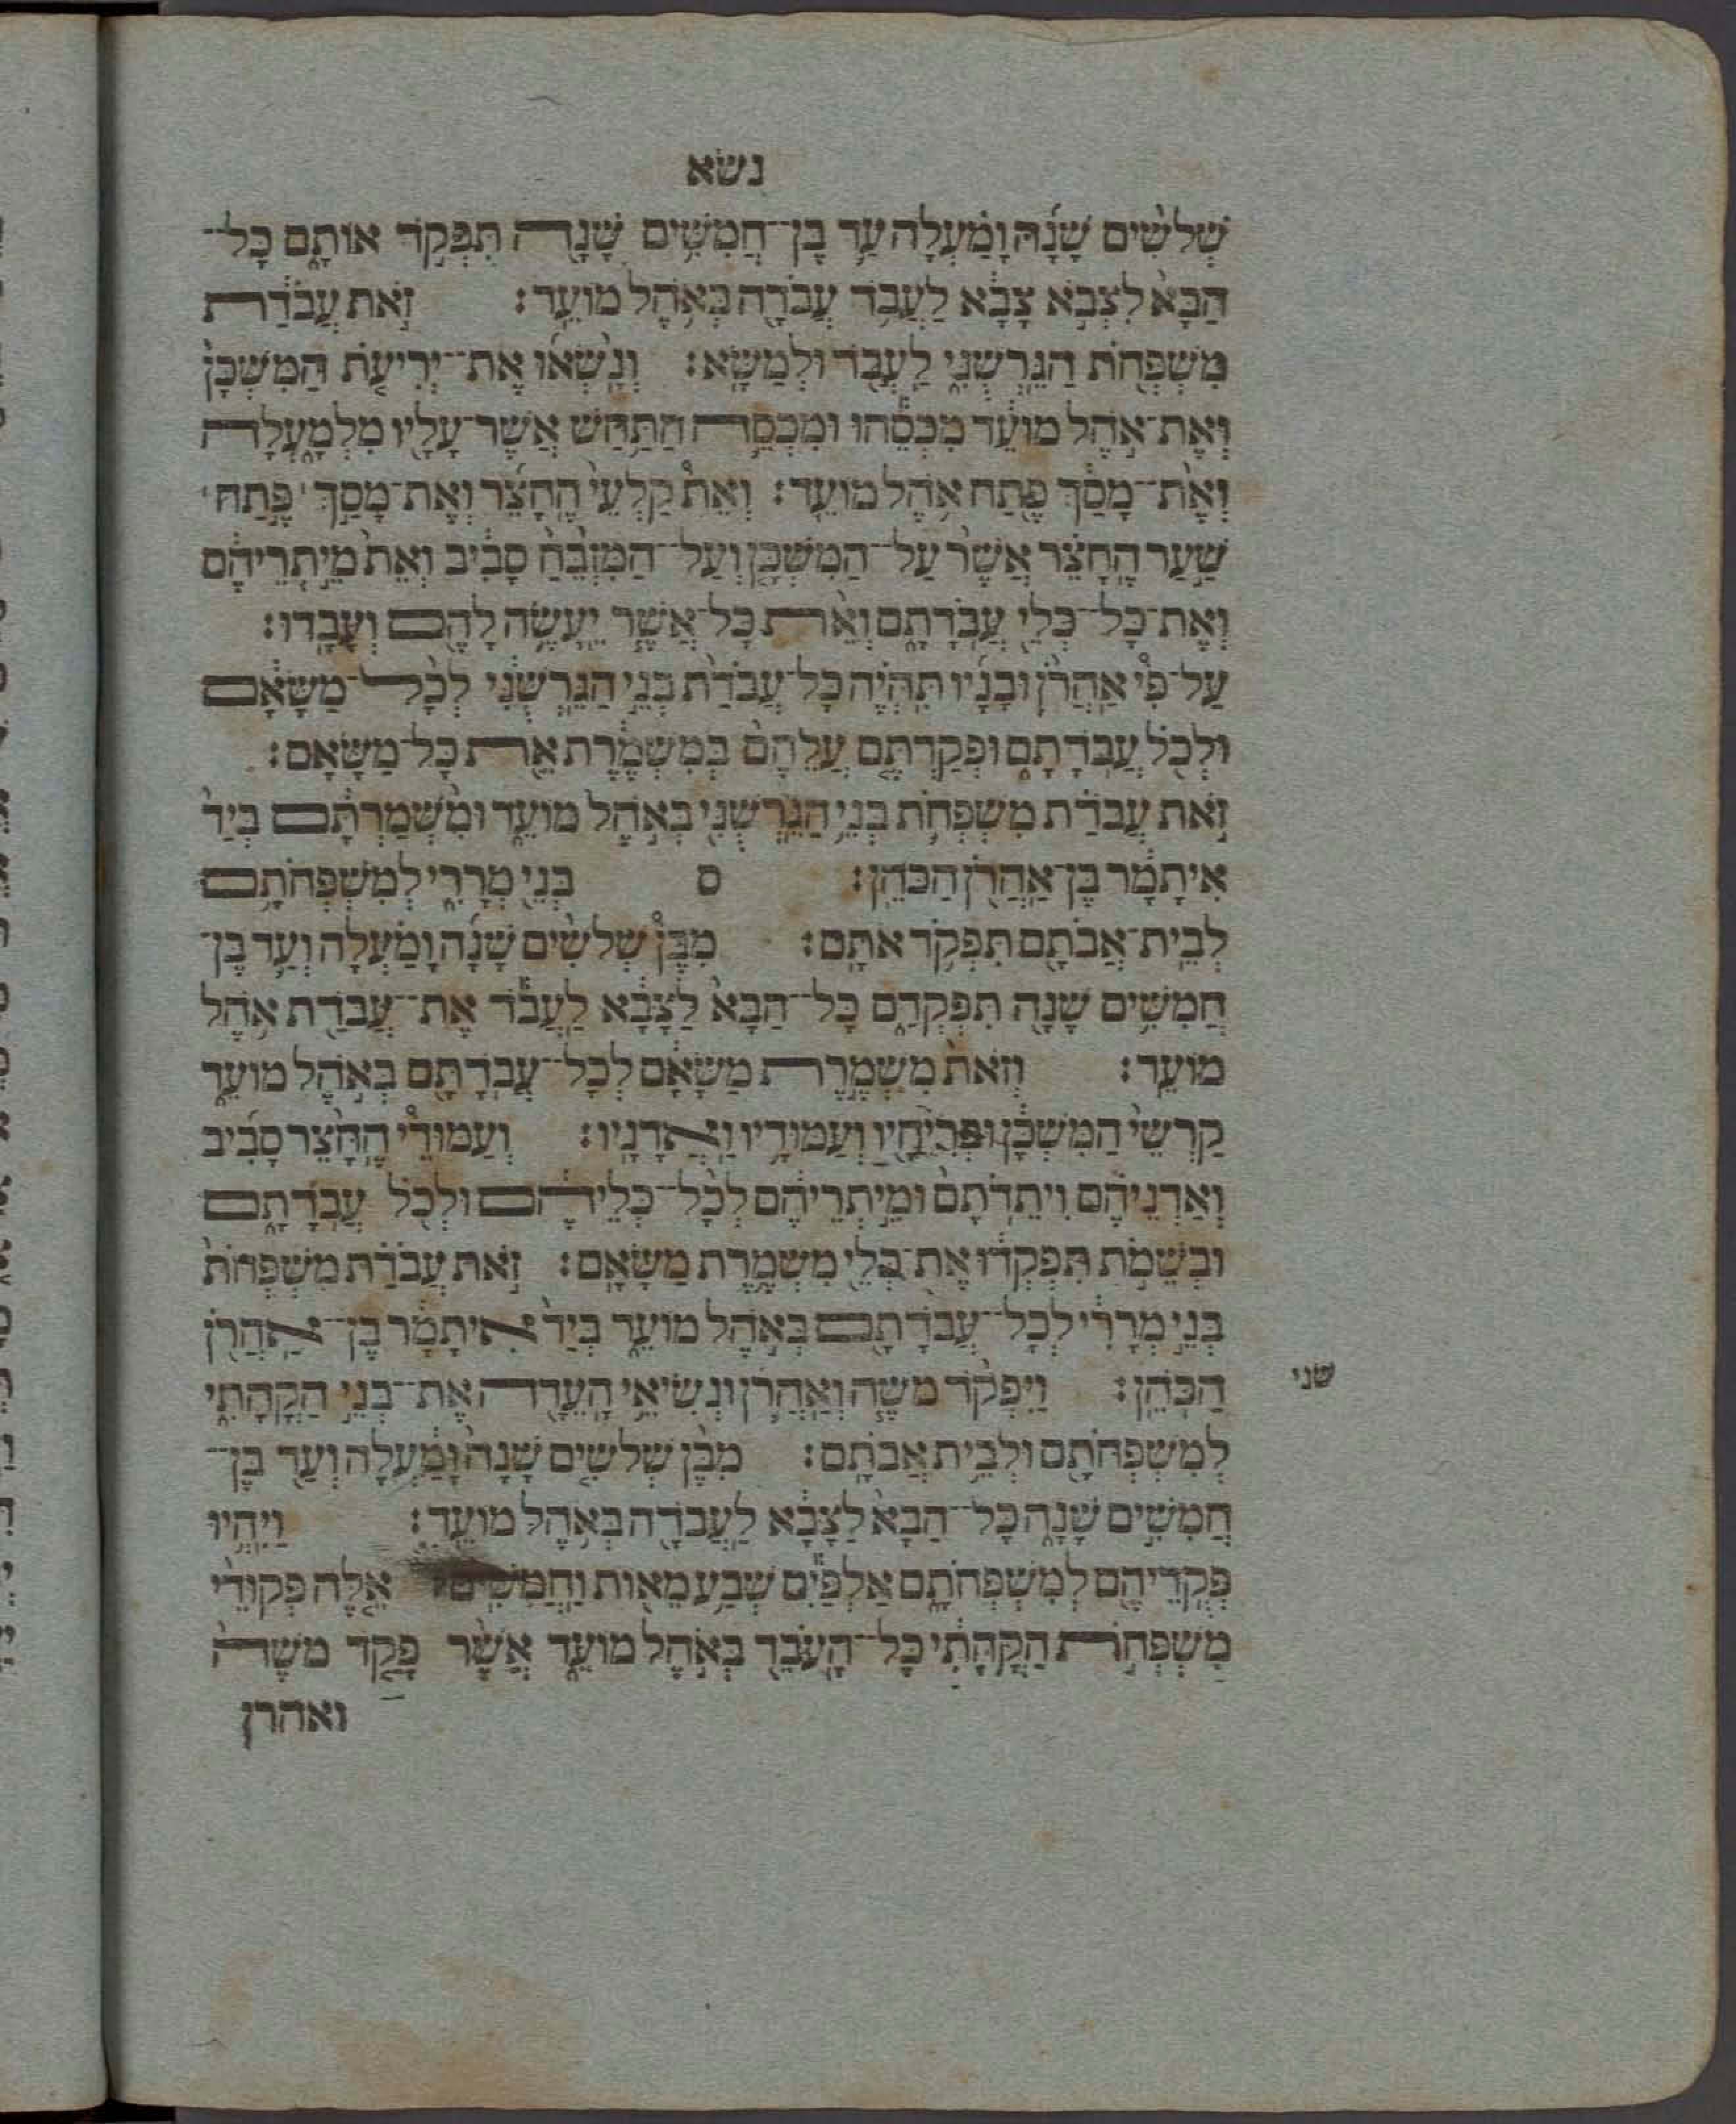 נשא
שְׁלֹשִׁים שָׁנָה וָמַעְלָה עַד בֶּן־חֲמִשִּׁים שָׁנָה תִּפְקֹד אוֹתָם כָּל־
הַבָּא לִצְבֹא צָבָא לַעֲבֹד עֲבֹדָה בְּאֹהֶל מוֹעֵד׃ זֹאת עֲבֹדַת
מִשְׁפְּחֹת הַגֵּרְשֻׁנִּי לַעֲבֹד וּלְמַשָּׂא׃ וְנָשְׂאוּ אֶת־יְרִיעֹת הַמִּשְׁכָּן
וְאֶת־אֹהֶל מוֹעֵד מִכְסֵהוּ וּמִכְסֵה הַתַּחַשׁ אֲשֶׁר־עָלָיו מִלְמָעְלָה
וְאֶת־מָסַךְ פֶּתַח אֹהֶל מוֹעֵד׃ וְאֵת קַלְעֵי הֶחָצֵר וְאֶת־מָסַךְ פֶּתַח
שַׁעַר הֶחָצֵר אֲשֶׁר עַל־הַמִּשְׁכָּן וְעַל־הַמִּזְבֵּחַ סָבִיב וְאֵת מֵיתְרֵיהֶם
וְאֶת־כָּל־כְּלֵי עֲבֹדָתָם וְאֵת כָּל־אֲשֶׁר יֵעָשֶׂה לָהֶם וְעָבָדוּ׃
עַל־פִּי אַהֲרֹן וּבָנָיו תִּהְיֶה כָּל־עֲבֹדַת בְּנֵי הַגֵּרְשֻׁנִּי לְכָל־מַשָּׂאָם
וּלְכֹל עֲבֹדָתָם וּפְקַדְתֶּם עֲלֵהֶם בְּמִשְׁמֶרֶת אֵת כָּל־מַשָּׂאָם׃
זֹאת עֲבֹדַת מִשְׁפְּחֹת בְּנֵי הַגֵּרְשֻׁנִּי בְּאֹהֶל מוֹעֵד וּמִשְׁמַרְתָּם בְּיַד
אִיתָמָר בֶּן־אַהֲרֹן הַכֹּהֵן׃ ס בְּנֵי מְרָרִי לְמִשְׁפְּחֹתָם
לְבֵית־אֲבֹתָם תִּפְקֹד אֹתָם׃ מִבֶּן שְׁלֹשִׁים שָׁנָה וָמַעְלָה וְעַד בֶּן־
חֲמִשִּׁים שָׁנָה תִּפְקְדֵם כָּל־הַבָּא לַצָּבָא לַעֲבֹד אֶת־עֲבֹדַת אֹהֶל
מוֹעֵד׃ וְזֹאת מִשְׁמֶרֶת מַשָּׂאָם לְכָל־עֲבֹדָתָם בְּאֹהֶל מוֹעֵד
קַרְשֵׁי הַמִּשְׁכָּן וּבְרִיחָיו וְעַמּוּדָיו וַאֲדָנָיו׃ וְעַמּוּדֵי הֶחָצֵר סָבִיב
וְאַדְנֵיהֶם וִיתֵדֹתָם וּמֵיתְרֵיהֶם לְכָל־כְּלֵיהֶם וּלְכֹל עֲבֹדָתָם
וּבְשֵׁמֹת תִּפְקְדוּ אֶת־כְּלֵי מִשְׁמֶרֶת מַשָּׂאָם׃ זֹאת עֲבֹדַת מִשְׁפְּחֹת
בְּנֵי מְרָרִי לְכָל־עֲבֹדָתָם בְּאֹהֶל מוֹעֵד בְּיַד אִיתָמָר בֶּן־אַהֲרֹן
הַכֹּהֵן׃ וַיִּפְקֹד מֹשֶׁה וְאַהֲרֹן וּנְשִׂיאֵי הָעֵדָה אֶת־בְּנֵי הַקֳּהָתִי
שני
לְמִשְׁפְּחֹתָם וּלְבֵית אֲבֹתָם׃ מִבֶּן שְׁלֹשִׁים שָׁנָה וָמַעְלָה וְעַד בֶּן־
חֲמִשִּׁים שָׁנָה כָּל־הַבָּא לַצָּבָא לַעֲבֹדָה בְּאֹהֶל מוֹעֵד׃ וַיִּהְיוּ
פְקֻדֵיהֶם לְמִשְׁפְּחֹתָם אַלְפַּיִם שְׁבַע מֵאוֹת וַחֲמִשִּׁים׃ אֵלֶּה פְקוּדֵי
מִשְׁפְּחֹת הַקֳּהָתִי כָּל־הָעֹבֵד בְּאֹהֶל מוֹעֵד אֲשֶׁר פָּקַד מֹשֶׁה
ואהרן